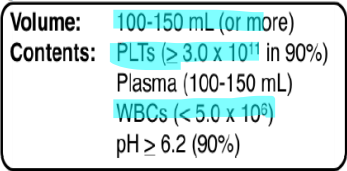 Volume: 100-150 mL (or more)
Contents: PLTs (≥ 3.0 x 10¹¹ in 90%)
Plasma (100-150 mL)
WBCs (< 5.0 x 10⁶)
pH ≥ 6.2 (90%)